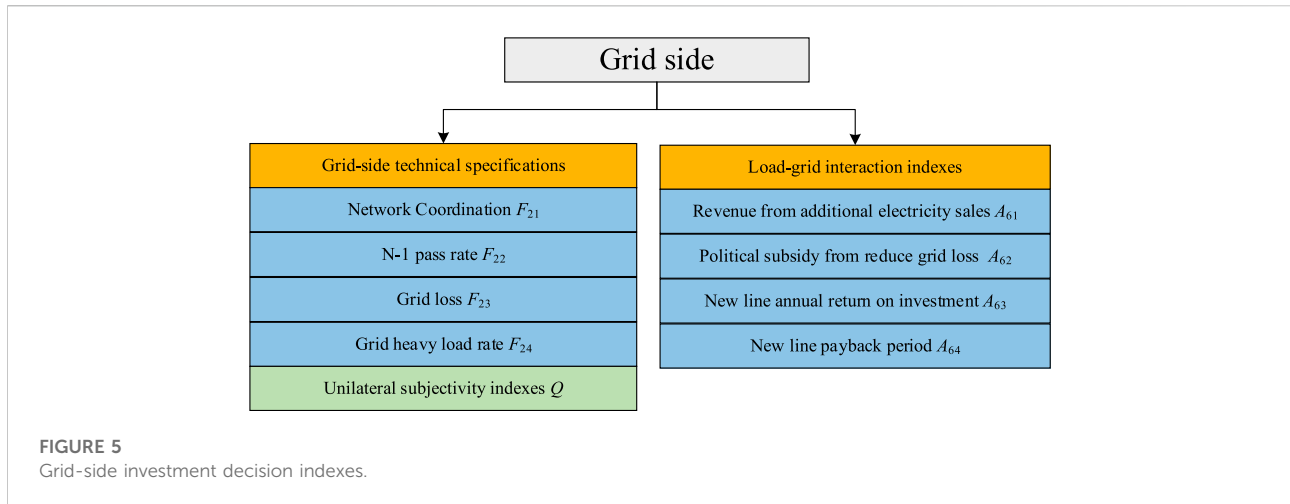 Grid side
Grid-side technical specifications
Network Coordination F21
N-1 pass rate F22
Grid loss F23
Grid heavy load rate F24
Unilateral subjectivity indexes Q
Load-grid interaction indexes
Revenue from additional electricity sales A61
Political subsidy from reduce grid loss A62
New line annual return on investment A63
New line payback period A64
FIGURE 5
Grid-side investment decision indexes.